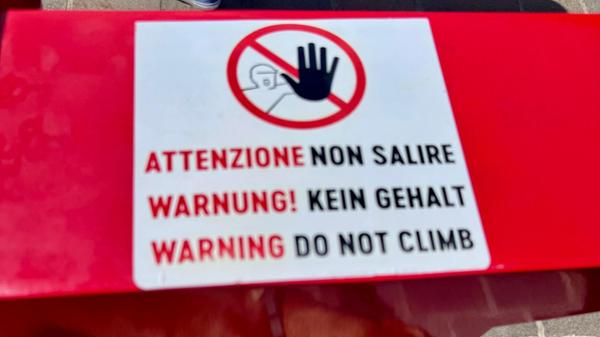 ATTENZIONE NON SALIRE
WARNUNG! KEIN GEHALT
WARNING DO NOT CLIMB